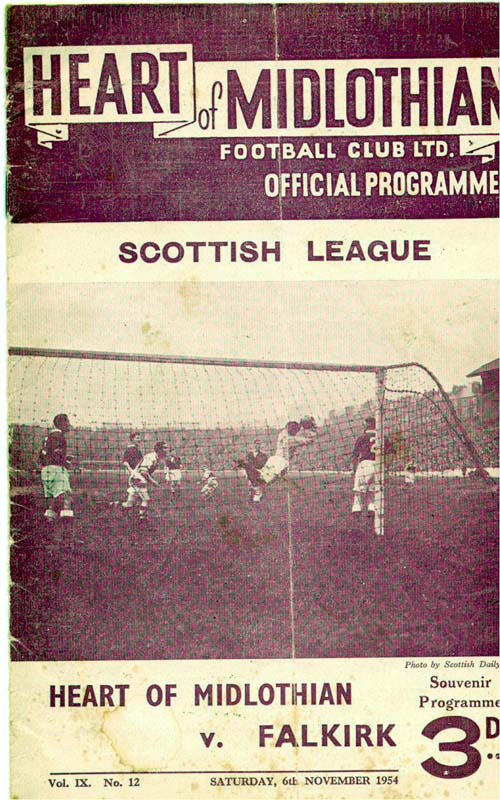 HEART
of MIDLOTHIAN
FOOTBALL CLUB LTD.
OFFICIAL PROGRAMME
SCOTTISH LEAGUE
Photo by Scottish Daily
HEART OF MIDLOTHIAN
v. FALKIRK
Souvenir
Programme
3D.
Vol. IX. No. 12
SATURDAY, 6th NOVEMBER 1954